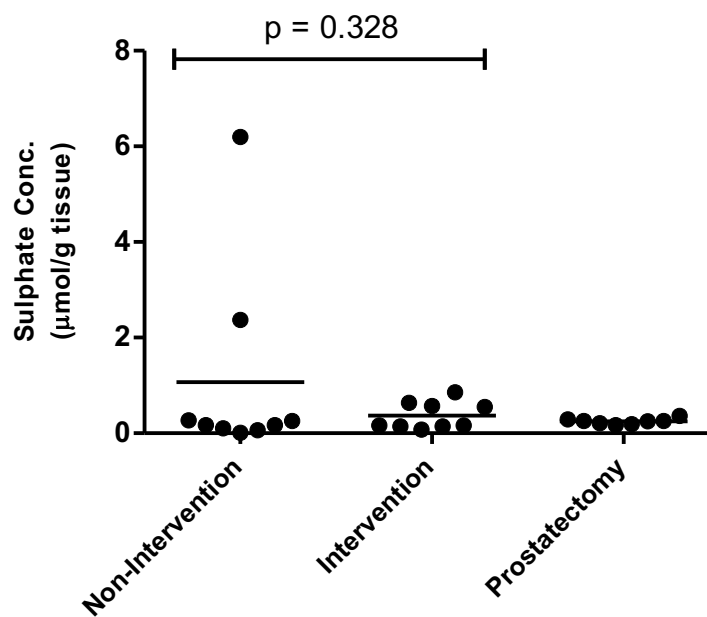 p = 0.328
Sulphate Conc.
(μmol/g tissue)
8
6
4
2
0
Non-Intervention
Intervention
Prostatectomy